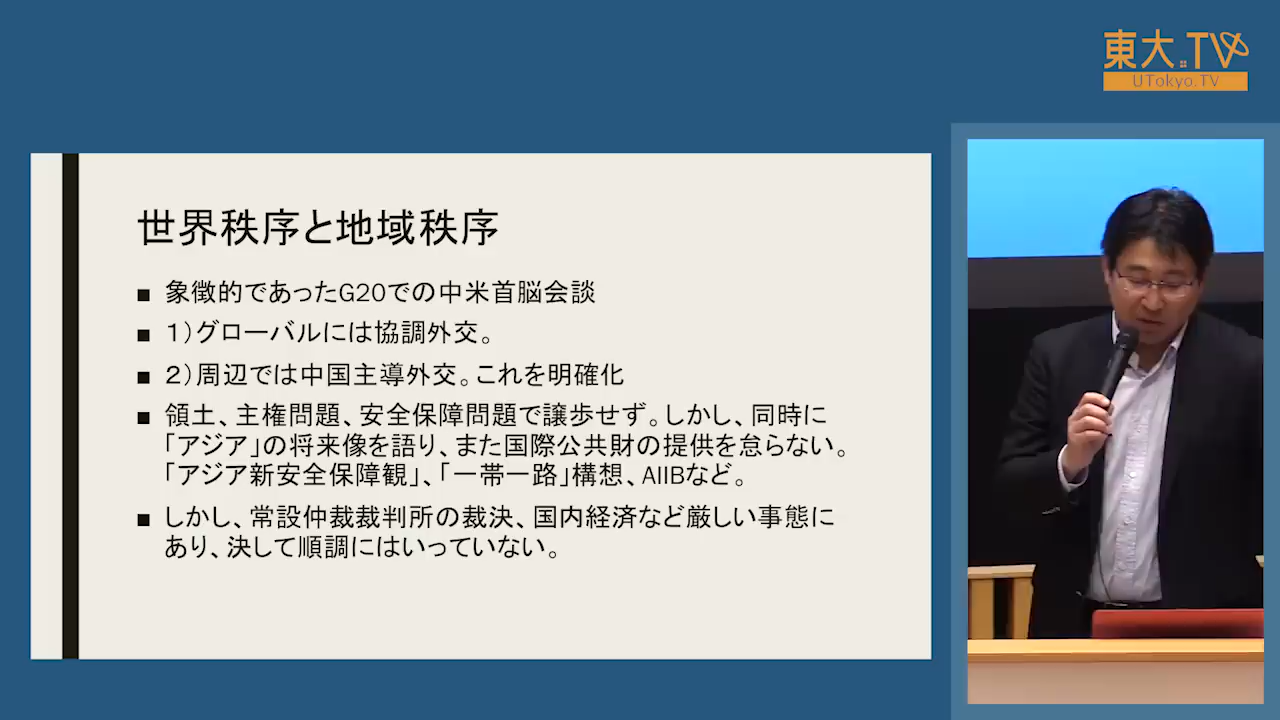 東大.TV
UTokyo.TV
世界秩序と地域秩序
■ 象徴的であったG20での中米首脳会談
■ 1）グローバルには協調外交。
■ 2）周辺では中国主導外交。これを明確化
■ 領土、主権問題、安全保障問題で譲歩せず。しかし、同時に
「アジア」の将来像を語り、また国際公共財の提供を怠らない。
「アジア新安全保障観」、「一帯一路」構想、AIIBなど。
■ しかし、常設仲裁裁判所の裁決、国内経済など厳しい事態に
あり、決して順調にはいっていない。